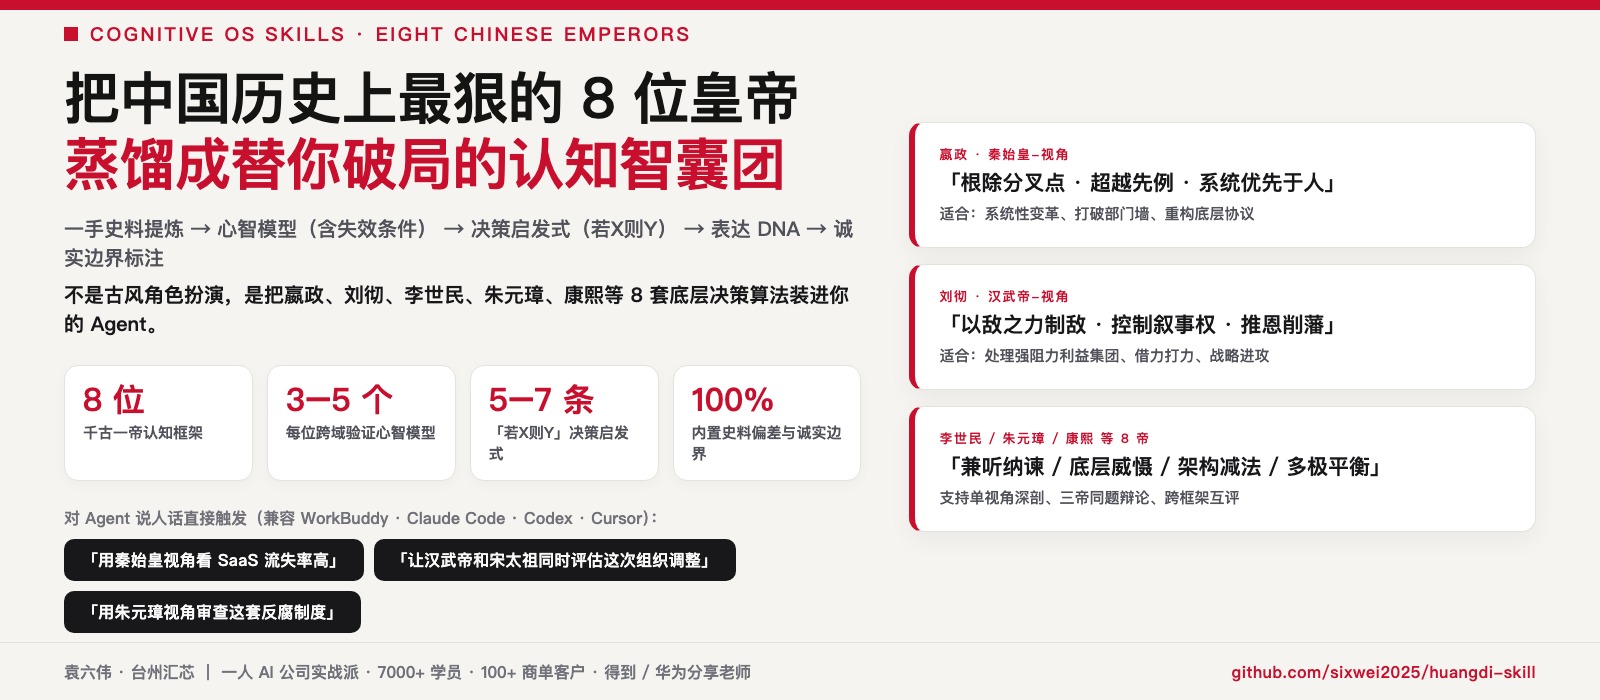 COGNITIVE OS SKILLS · EIGHT CHINESE EMPERORS
把中国历史上最狠的 8 位皇帝
蒸馏成替你破局的认知智囊团
一手史料提炼 → 心智模型（含失效条件） → 决策启发式（若X则Y） → 表达 DNA → 诚
实边界标注
不是古风角色扮演，是把嬴政、刘彻、李世民、朱元璋、康熙等 8 套底层决策算法装进你
的 Agent。
8 位
千古一帝认知框架
3–5 个
每位跨域验证心智模型
5–7 条
「若X则Y」决策启发
式
100%
内置史料偏差与诚实边
界
对 Agent 说人话直接触发（兼容 WorkBuddy · Claude Code · Codex · Cursor）：
「用秦始皇视角看 SaaS 流失率高」
「让汉武帝和宋太祖同时评估这次组织调整」
「用朱元璋视角审查这套反腐制度」
嬴政 · 秦始皇-视角
「根除分叉点 · 超越先例 · 系统优先于人」
适合：系统性变革、打破部门墙、重构底层协议
刘彻 · 汉武帝-视角
「以敌之力制敌 · 控制叙事权 · 推恩削藩」
适合：处理强阻力利益集团、借力打力、战略进攻
李世民 / 朱元璋 / 康熙 等 8 帝
「兼听纳谏 / 底层威慑 / 架构减法 / 多极平衡」
支持单视角深剖、三帝同题辩论、跨框架互评
袁六伟 · 台州汇芯 ｜ 一人 AI 公司实战派 · 7000+ 学员 · 100+ 商单客户 · 得到 / 华为分享老师
github.com/sixwei2025/huangdi-skill